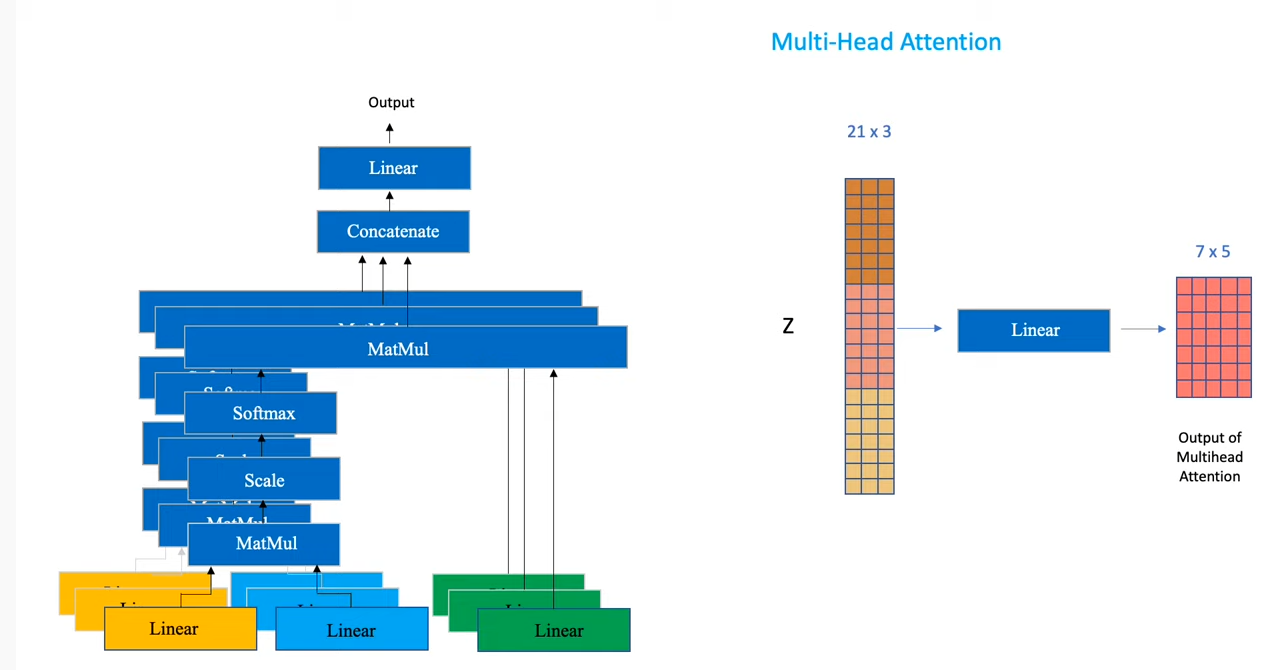 Multi-Head Attention
Output
Linear
Concatenate
MatMul
Softmax
Scale
MatMul
MatMul
Linear
Linear
Linear
21 x 3
Z
Linear
7 x 5
Output of
Multihead
Attention